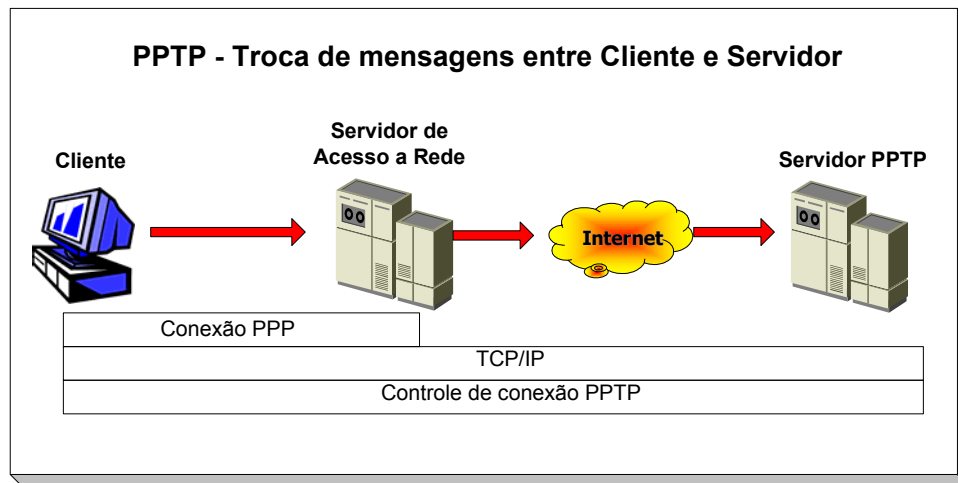 PPTP - Troca de mensagens entre Cliente e Servidor
Cliente
Servidor de
Acesso a Rede
Servidor PPTP
Internet
Conexão PPP
TCP/IP
Controle de conexão PPTP